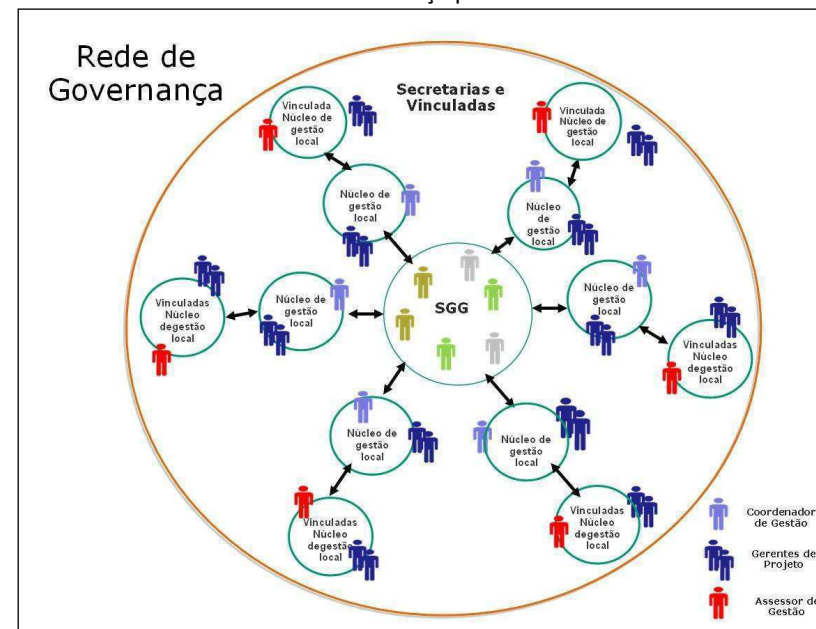 Rede de
Governança
Secretarias e
Vinculadas
Vinculada
Núcleo de
gestão
local
Vinculada
Núcleo de
gestão
local
Núcleo de
gestão
local
Núcleo
de
gestão
local
Vinculadas
Núcleo
degestão
local
Núcleo de
gestão
local
SGG
Núcleo de
gestão
local
Vinculadas
Núcleo
degestão
local
Núcleo de
gestão
local
Núcleo de
gestão
local
Vinculadas
Núcleo
degestão
local
Vinculadas
Núcleo
degestão
local
Coordenador
de Gestão
Gerentes de
Projeto
Assessor de
Gestão